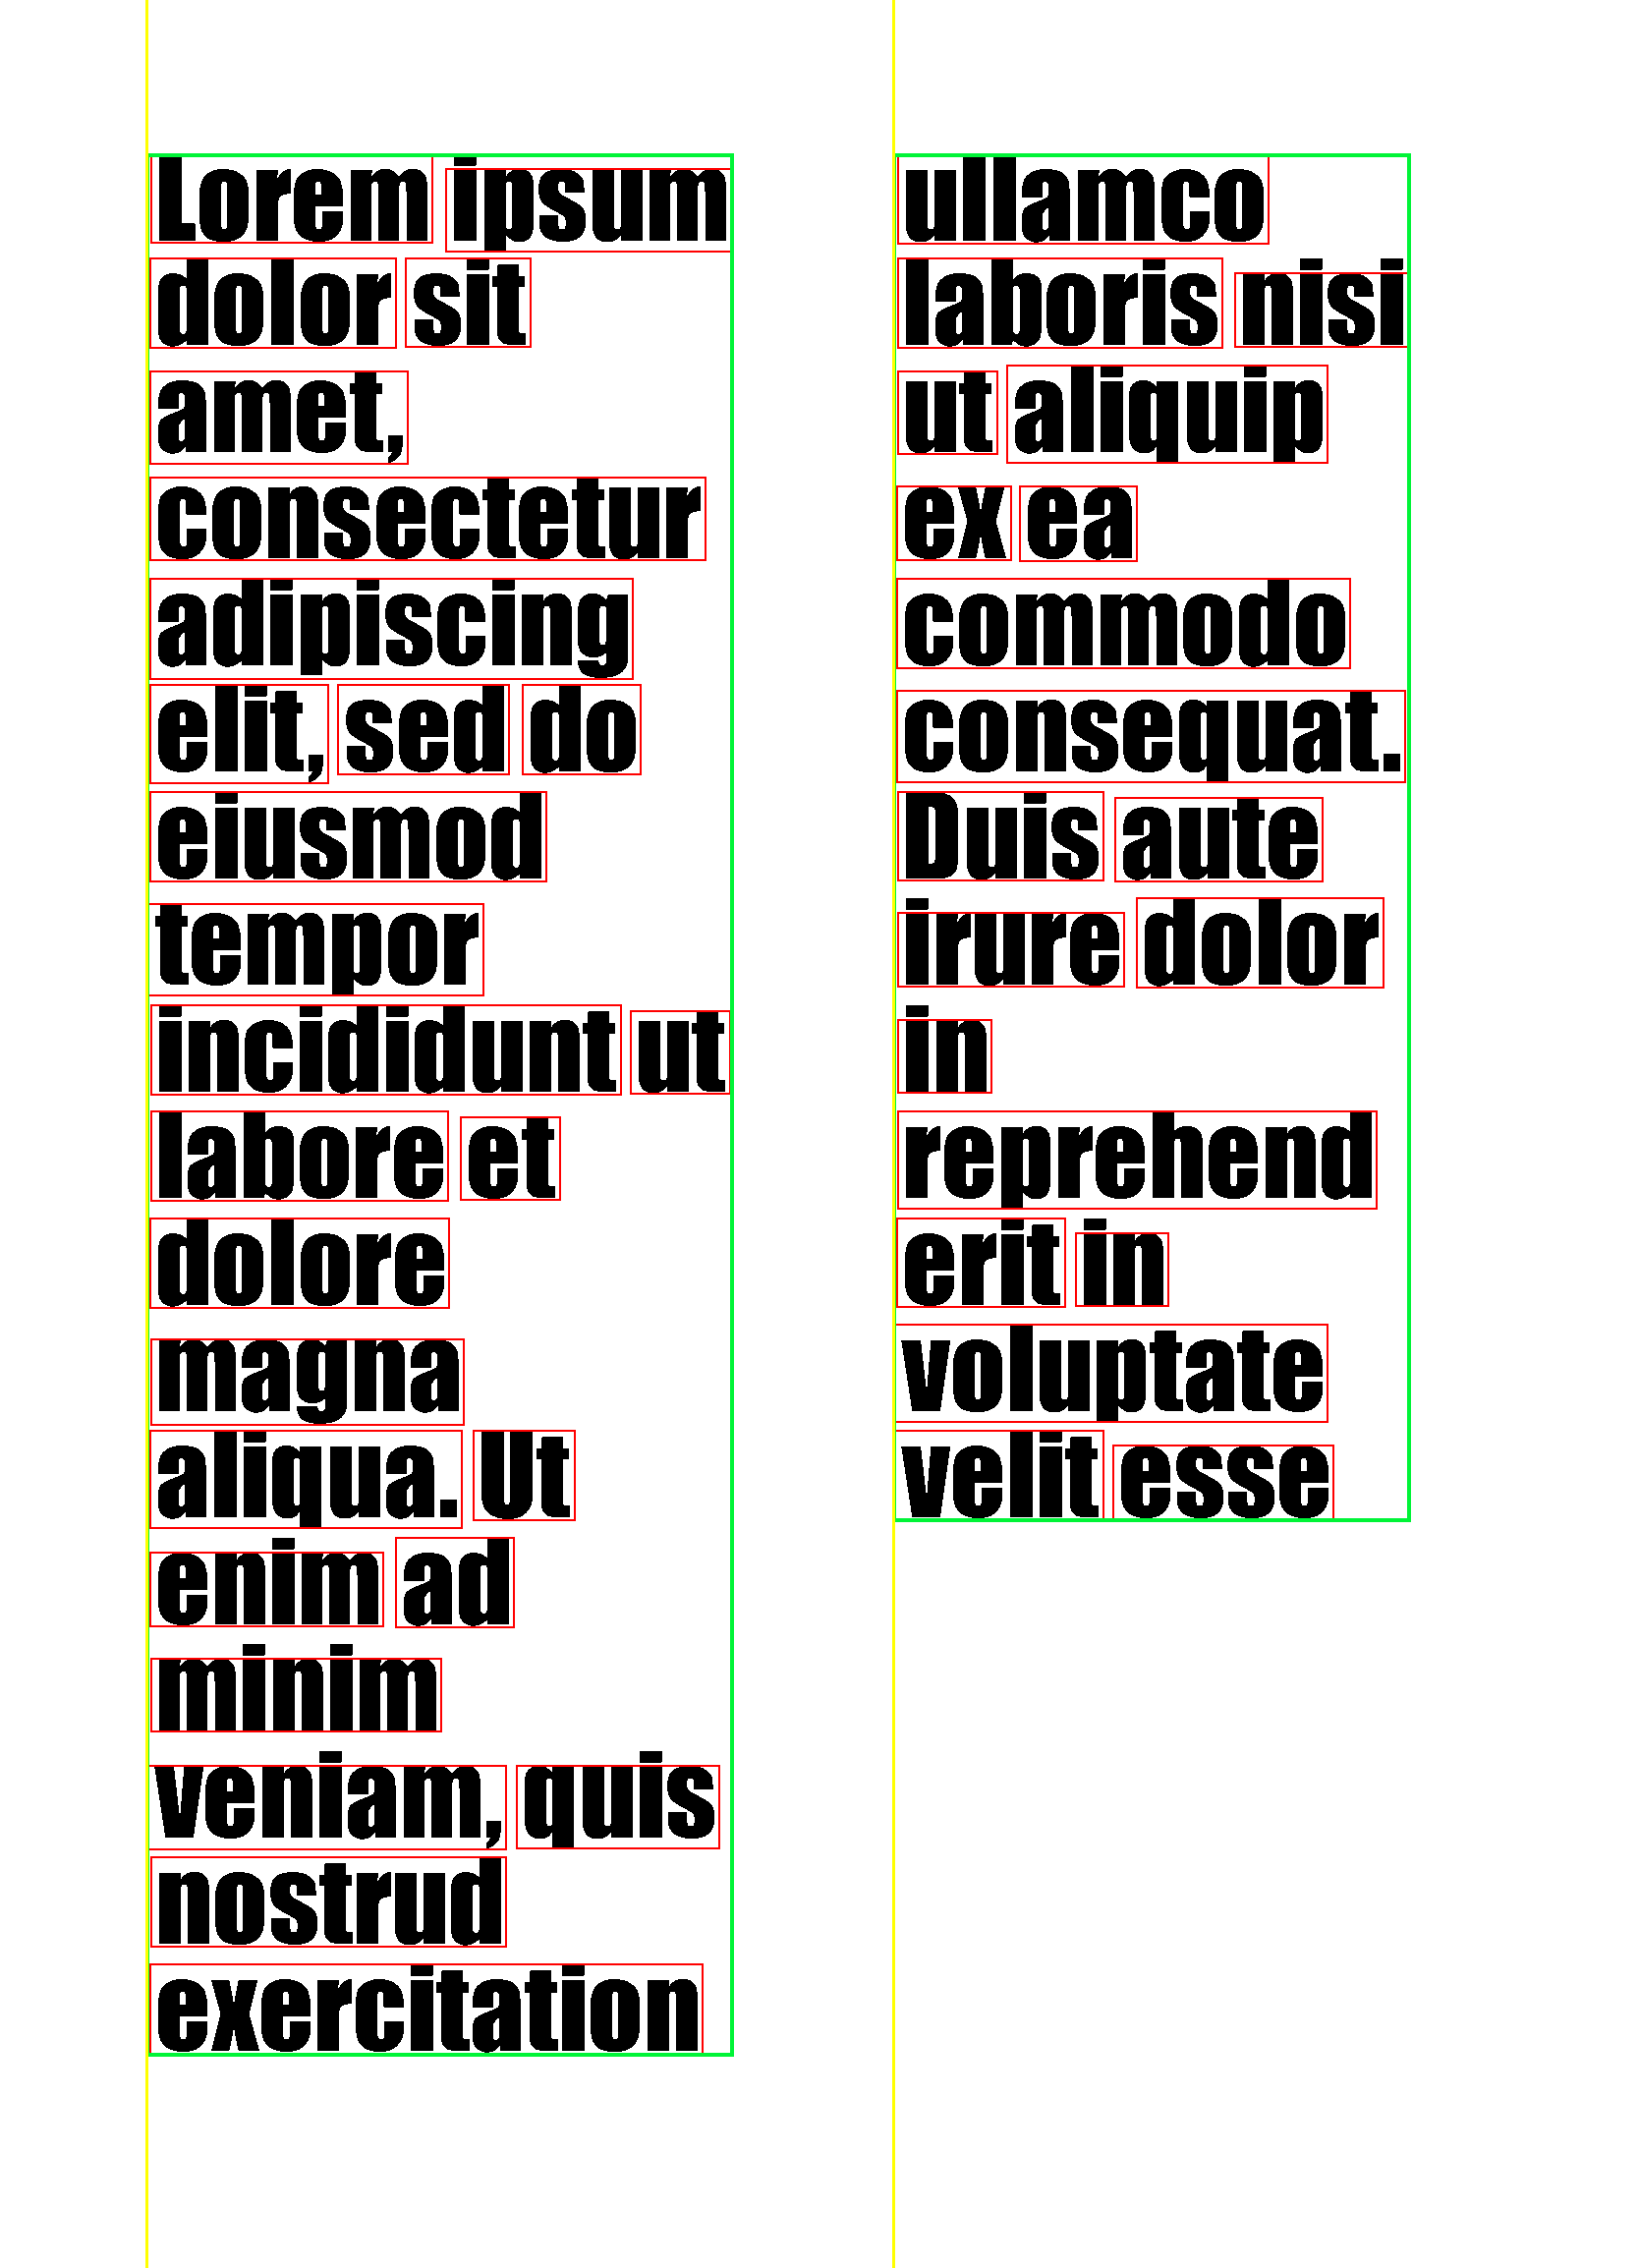 Lorem ipsum
dolor sit
amet,
consectetur
adipiscing
elit, sed do
eiusmod
tempor
incididunt ut
labore et
dolore
magna
aliqua. Ut
enim ad
minim
veniam, quis
nostrud
exercitation
ullamco
laboris nisi
ut aliquip
ex ea
commodo
consequat.
Duis aute
irure dolor
in
reprehend
erit in
voluptate
velit esse